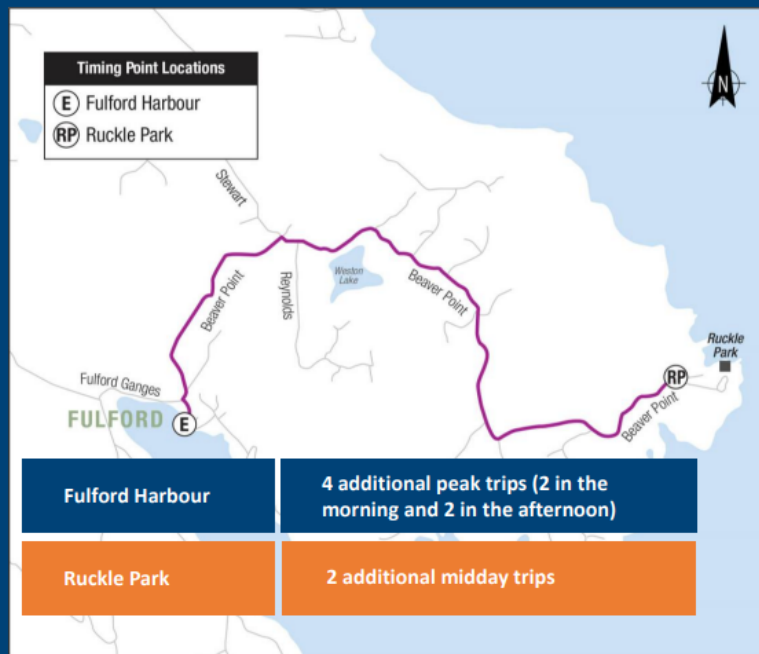 Timing Point Locations
E Fulford Harbour
RP Ruckle Park
N
Stewart
Beaver Point
Reynolds
Weston
Lake
Beaver Point
Ruckle
Park
RP
Beaver Point
Fulford Ganges
FULFORD
E
Fulford Harbour
4 additional peak trips (2 in the
morning and 2 in the afternoon)
Ruckle Park
2 additional midday trips